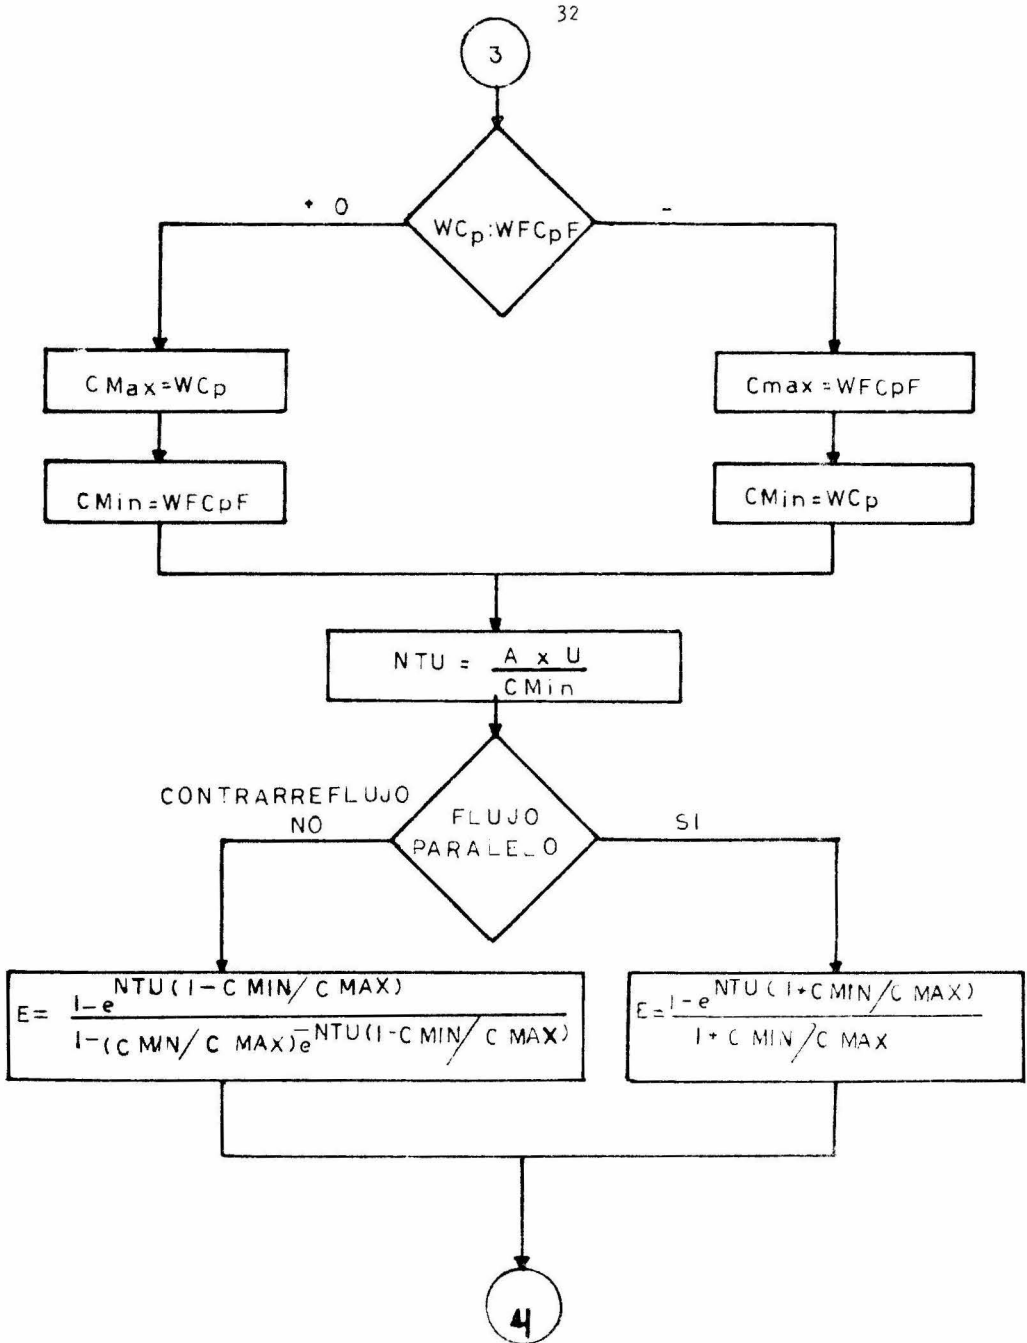 32
3
+ 0
-
WCp:WFCpF
CMax=WCp
Cmax=WFCpF
CMin=WFCpF
CMin=WCp
NTU = A x U
CMin
CONTRARREFLUJO
NO
FLUJO
PARALELO
SI
E= 1-e NTU(1-C MIN/C MAX)
1-(C MIN/C MAX)e -NTU(1-C MIN/C MAX)
E= 1-e NTU(1+C MIN/C MAX)
1+C MIN/C MAX
4